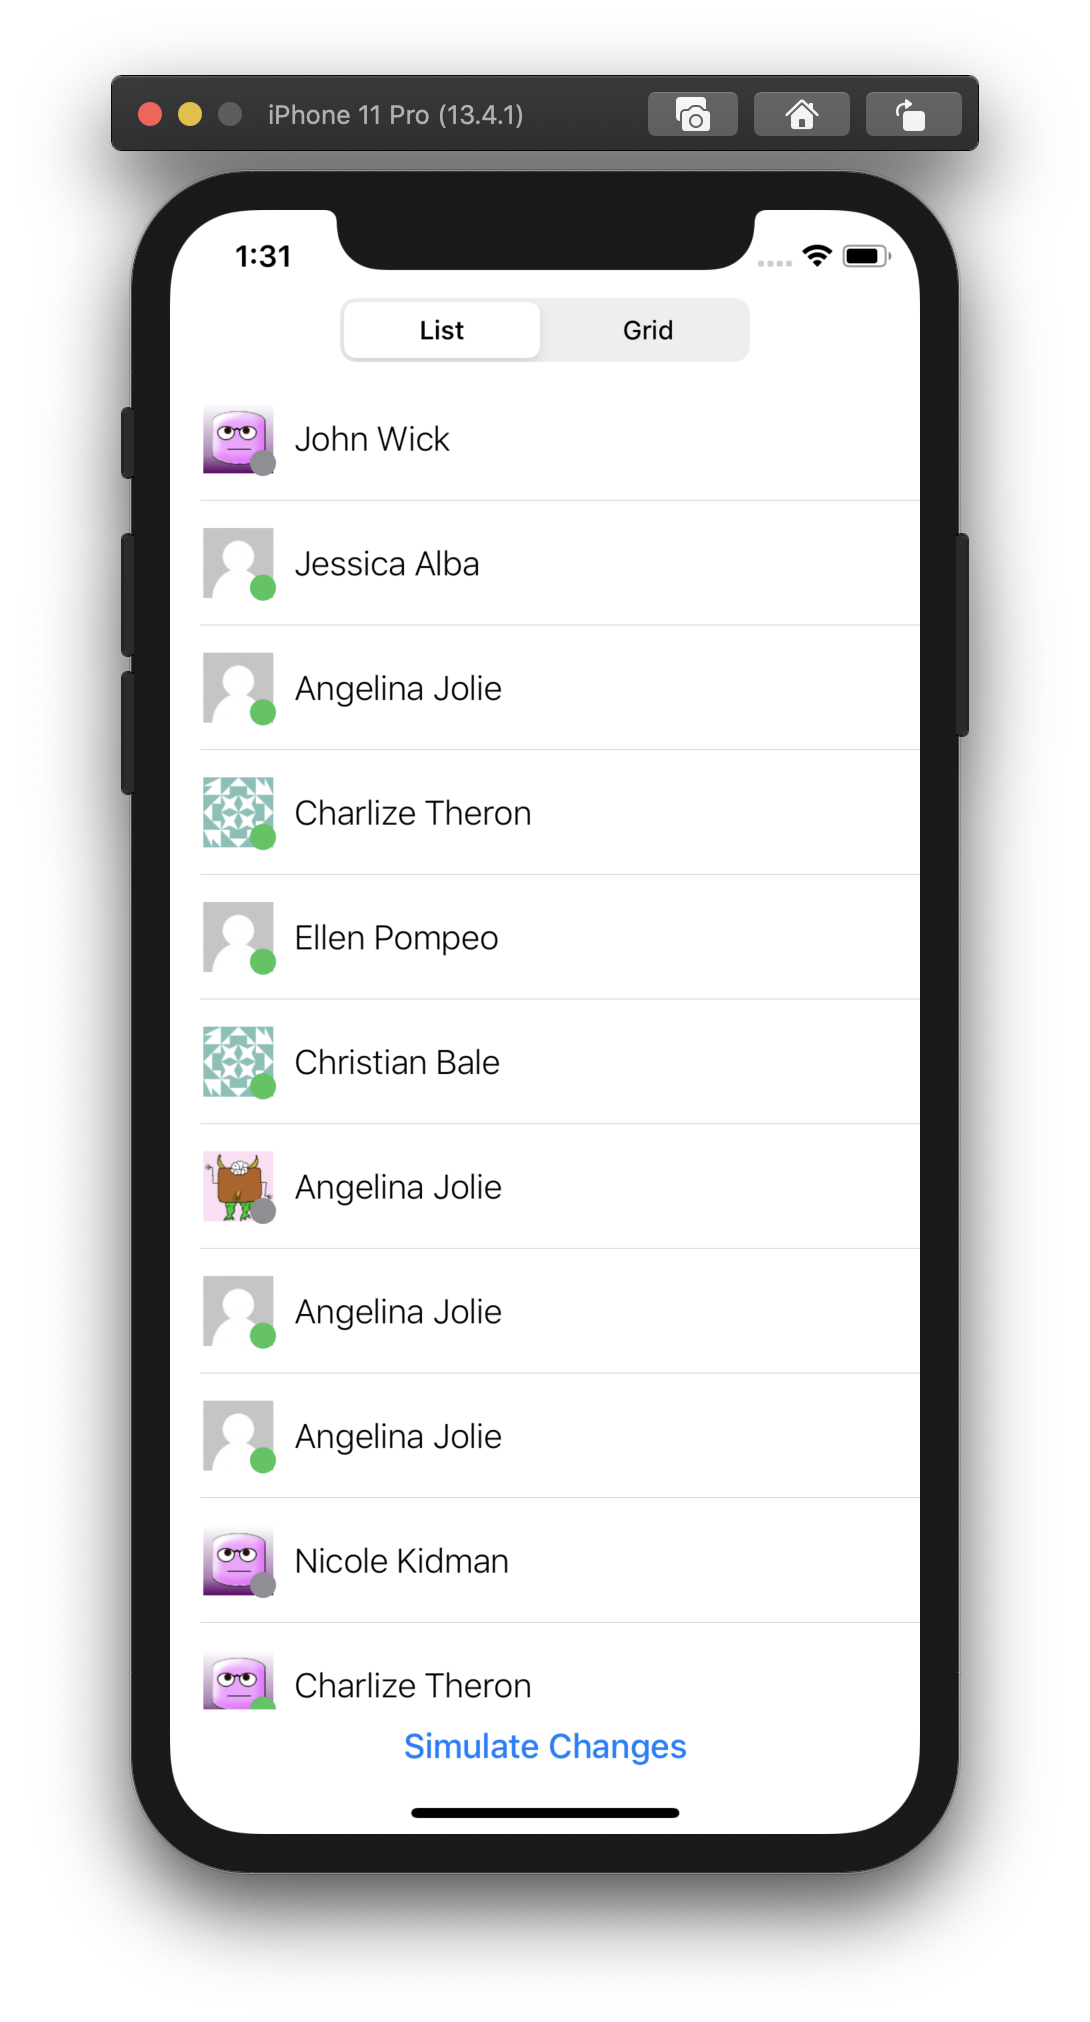 iPhone 11 Pro (13.4.1)
1:31
List
Grid
John Wick
Jessica Alba
Angelina Jolie
Charlize Theron
Ellen Pompeo
Christian Bale
Angelina Jolie
Angelina Jolie
Angelina Jolie
Nicole Kidman
Charlize Theron
Simulate Changes